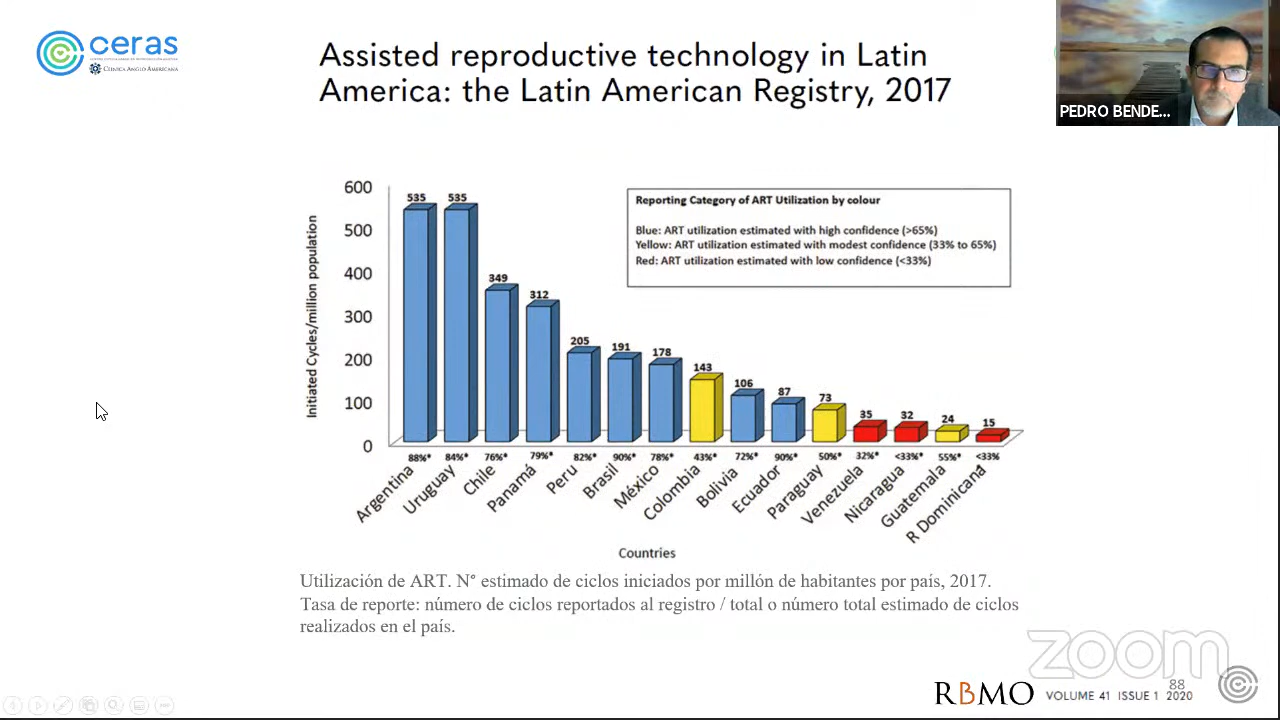 ceras
CLÍNICA ANGLO AMERICANA
Assisted reproductive technology in Latin
America: the Latin American Registry, 2017
PEDRO BENDE...
Reporting Category of ART Utilization by colour
Blue: ART utilization estimated with high confidence (>65%)
Yellow: ART utilization estimated with modest confidence (33% to 65%)
Red: ART utilization estimated with low confidence (<33%)
Initiated Cycles/million population
600
500
400
300
200
100
0
535
535
349
312
205
191
178
143
106
87
73
35
32
24
15
88%*
84%*
76%*
79%*
82%*
90%*
78%*
43%*
72%*
90%*
50%*
32%*
<33%*
55%*
<33%
Argentina
Uruguay
Chile
Panamá
Peru
Brasil
México
Colombia
Bolivia
Ecuador
Paraguay
Venezuela
Nicaragua
Guatemala
R Dominicana
Countries
Utilización de ART. N° estimado de ciclos iniciados por millón de habitantes por país, 2017.
Tasa de reporte: número de ciclos reportados al registro / total o número total estimado de ciclos
realizados en el país.
zoom
RBMO VOLUME 41 ISSUE 1 2020
88